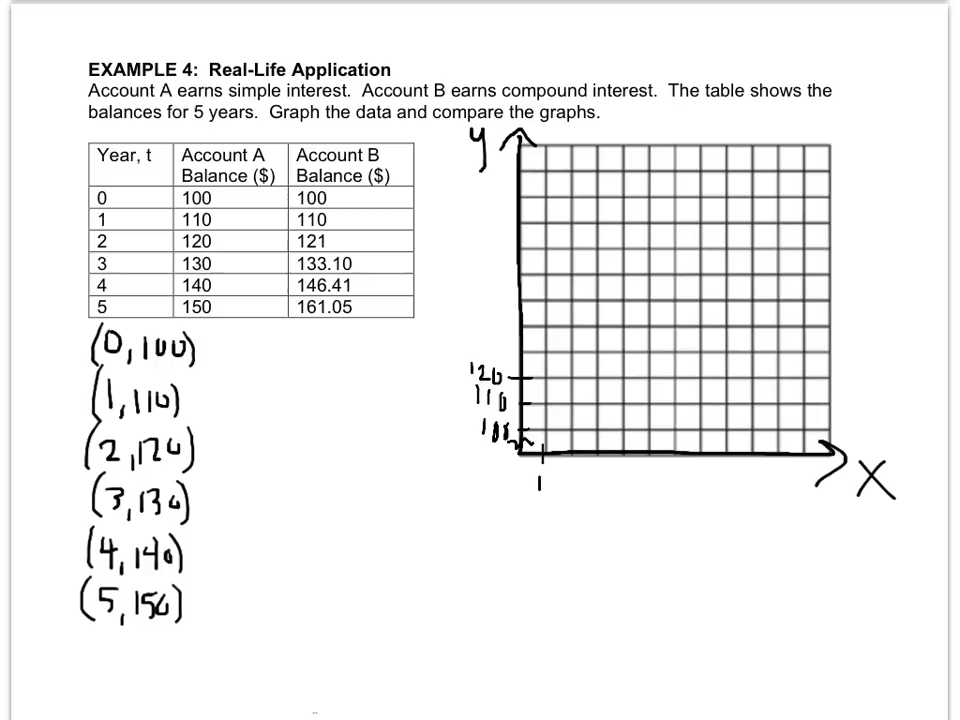 EXAMPLE 4: Real-Life Application
Account A earns simple interest. Account B earns compound interest. The table shows the
balances for 5 years. Graph the data and compare the graphs.
Year, t Account A Balance ($) Account B Balance ($)
0 100 100
1 110 110
2 120 121
3 130 133.10
4 140 146.41
5 150 161.05
(0,100)
(1,110)
(2,120)
(3,130)
(4,140)
(5,150)
y
120
110
100
1
X